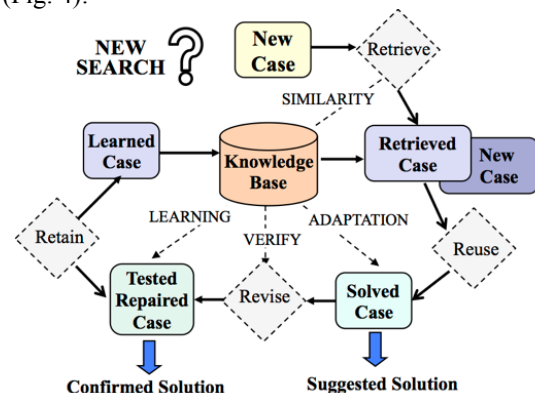 (Fig. 4).
NEW
SEARCH
?
New
Case
Retrieve
SIMILARITY
Learned
Case
Knowledge
Base
Retrieved
Case
New
Case
LEARNING
ADAPTATION
VERIFY
Retain
Reuse
Tested
Repaired
Case
Revise
Solved
Case
Confirmed Solution
Suggested Solution